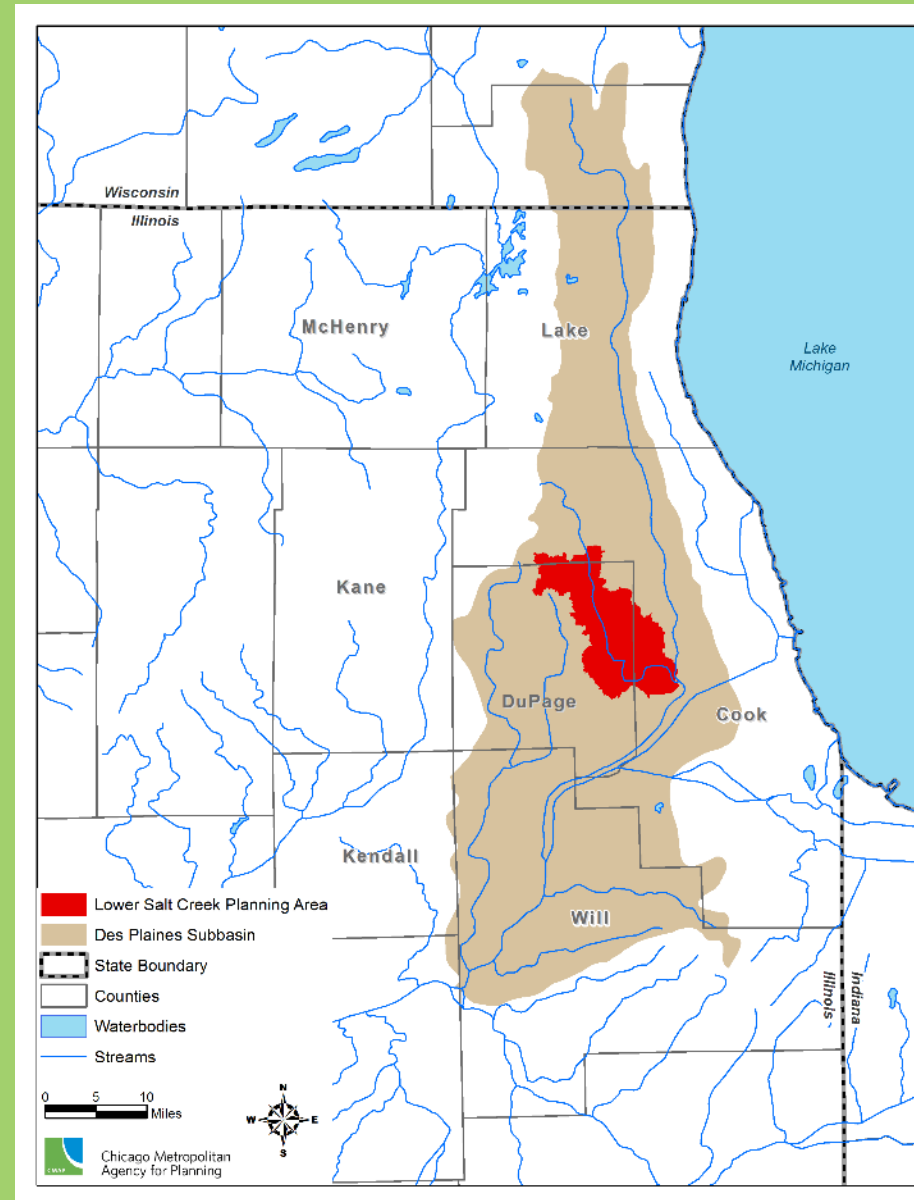 Wisconsin
Illinois
McHenry
Lake
Lake
Michigan
Kane
DuPage
Cook
Kendall
Will
Illinois
Indiana
Lower Salt Creek Planning Area
Des Plaines Subbasin
State Boundary
Counties
Waterbodies
Streams
0 5 10
Miles
N
W E
S
CMAP
Chicago Metropolitan
Agency for Planning